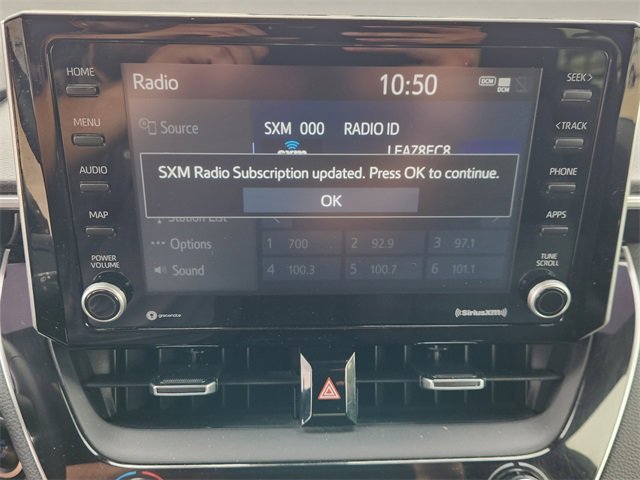 HOME
MENU
AUDIO
MAP
POWER
VOLUME
gracenote
Radio
10:50
DCM
DCM
Source
SXM 000 RADIO ID
sxm
SXM Radio Subscription updated. Press OK to continue.
OK
Station List
Options
1 700 2 92.9 3 97.1
Sound
4 100.3 5 100.7 6 101.1
SEEK>
<TRACK
PHONE
APPS
TUNE
SCROLL
((SiriusXM))